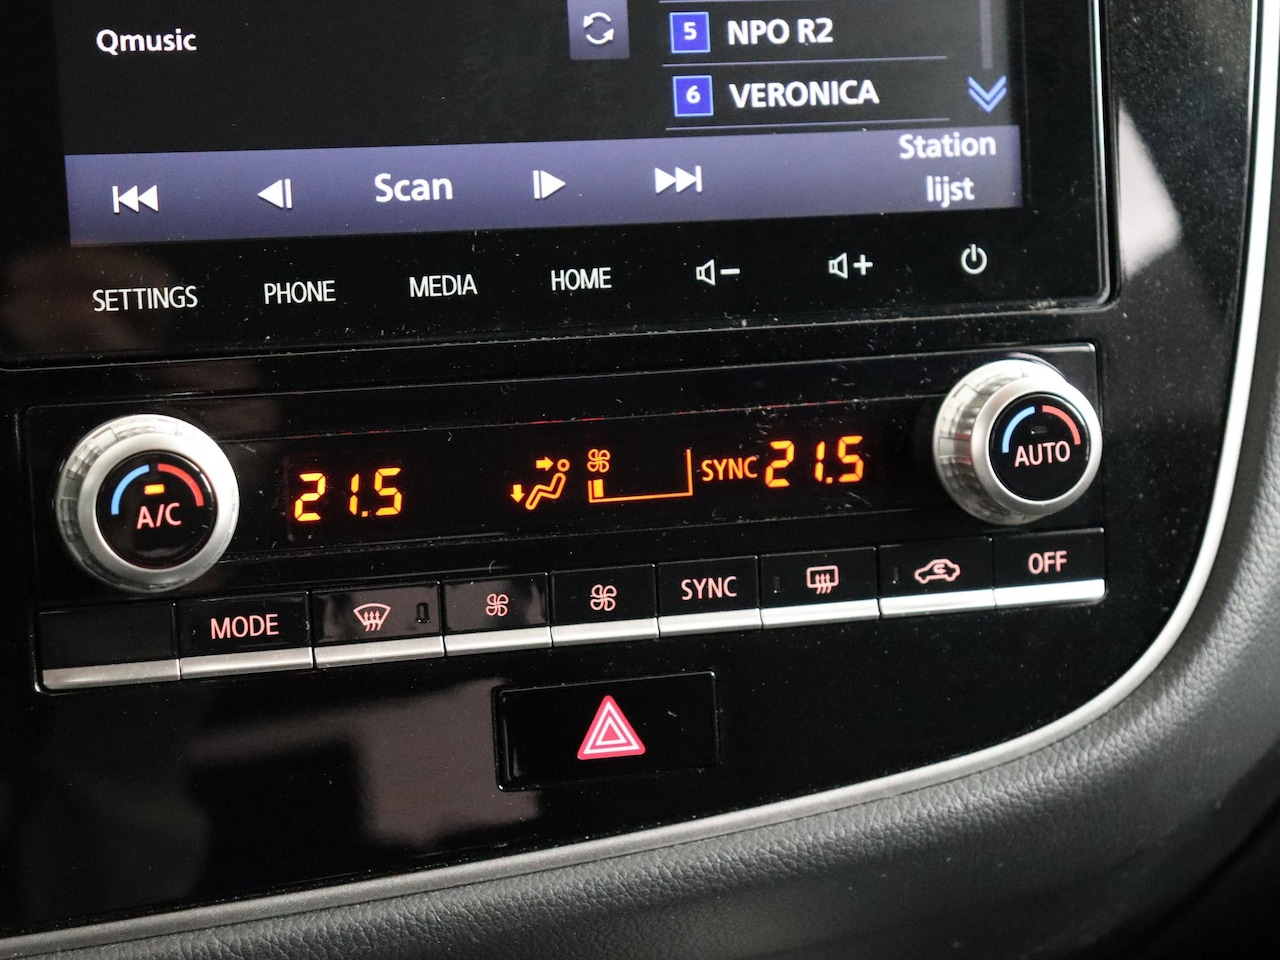 Qmusic
5 NPO R2
6 VERONICA
Scan
Station
lijst
SETTINGS PHONE MEDIA HOME
A/C 21.5 SYNC 21.5 AUTO
MODE SYNC OFF